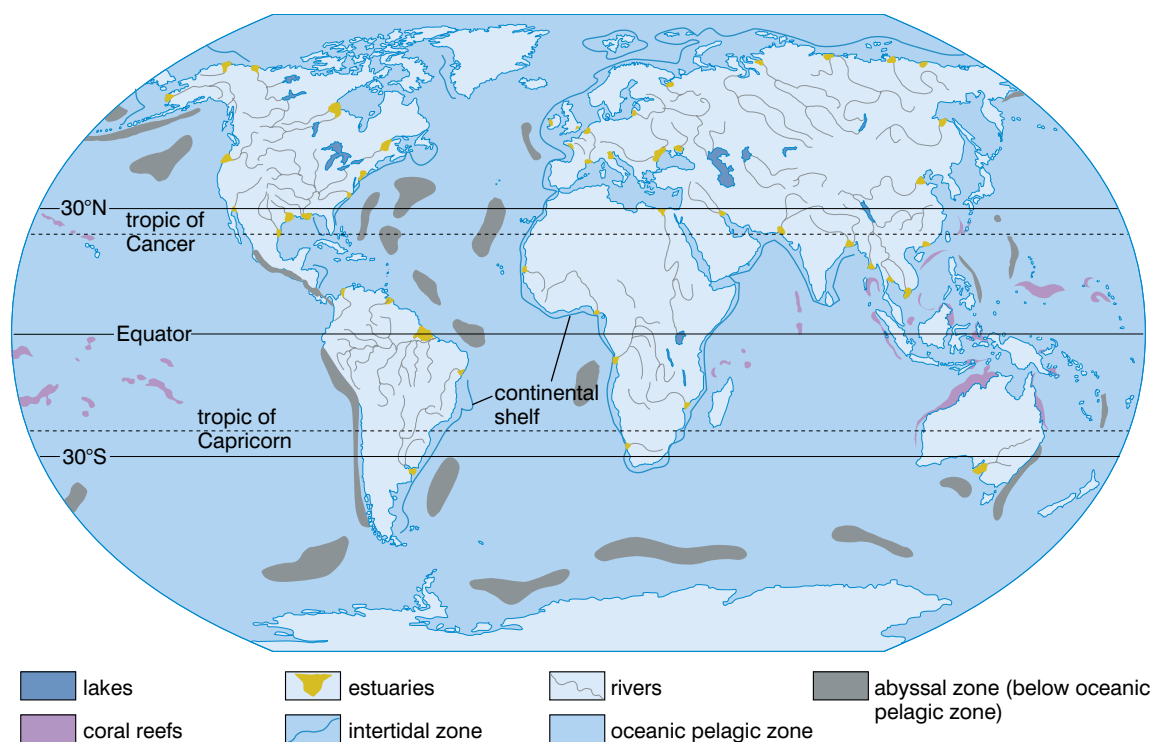 30°N
tropic of
Cancer
Equator
continental
shelf
tropic of
Capricorn
30°S
lakes
estuaries
rivers
abyssal zone (below oceanic
pelagic zone)
coral reefs
intertidal zone
oceanic pelagic zone